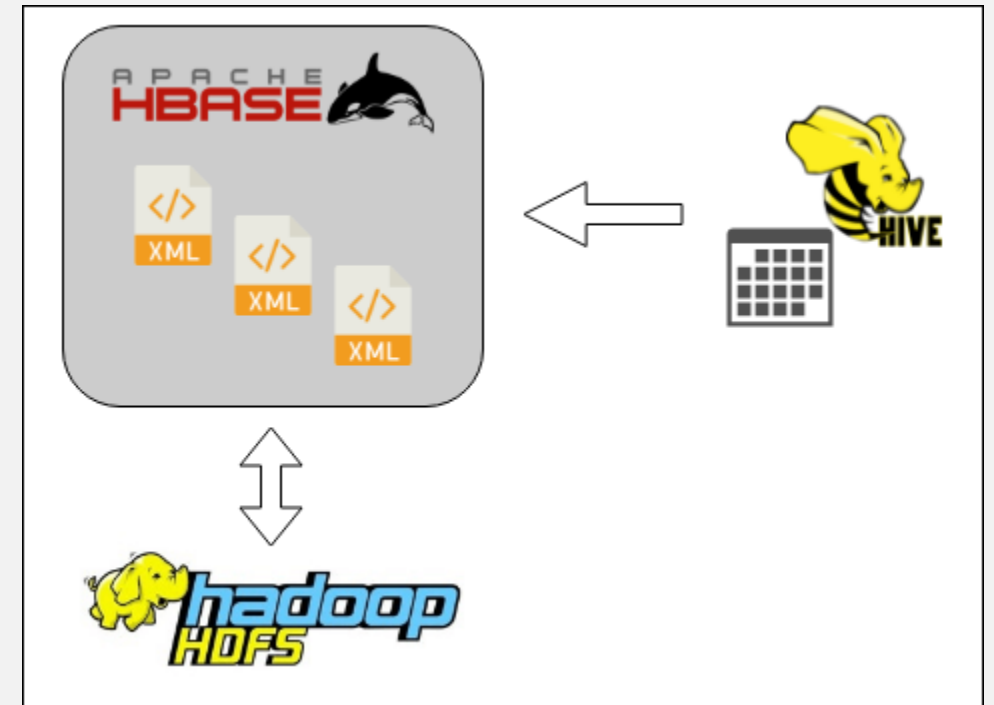 APACHE
HBASE
</>
XML
</>
XML
</>
XML
HIVE
hadoop
HDFS